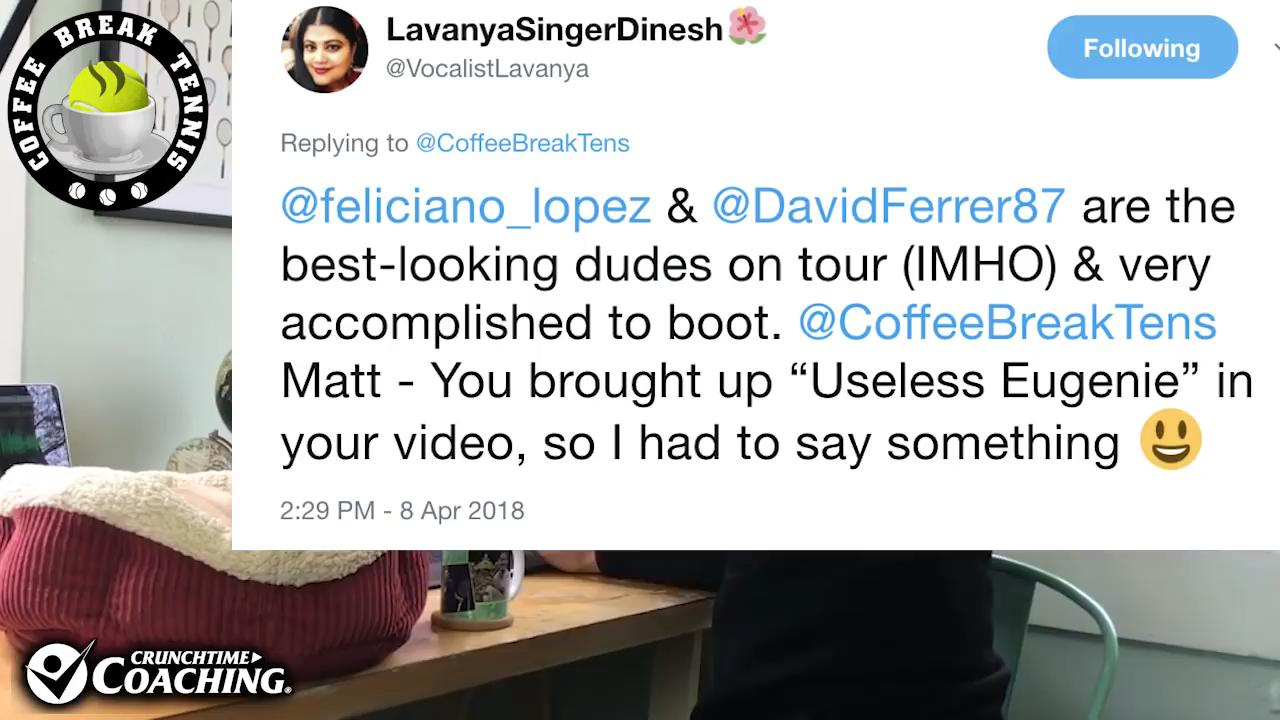 COFFEE BREAK TENNIS
LavanyaSingerDinesh🌺
@VocalistLavanya
Following
Replying to @CoffeeBreakTens
@feliciano_lopez & @DavidFerrer87 are the
best-looking dudes on tour (IMHO) & very
accomplished to boot. @CoffeeBreakTens
Matt - You brought up “Useless Eugenie” in
your video, so I had to say something 😃
2:29 PM - 8 Apr 2018
CRUNCHTIME
COACHING.